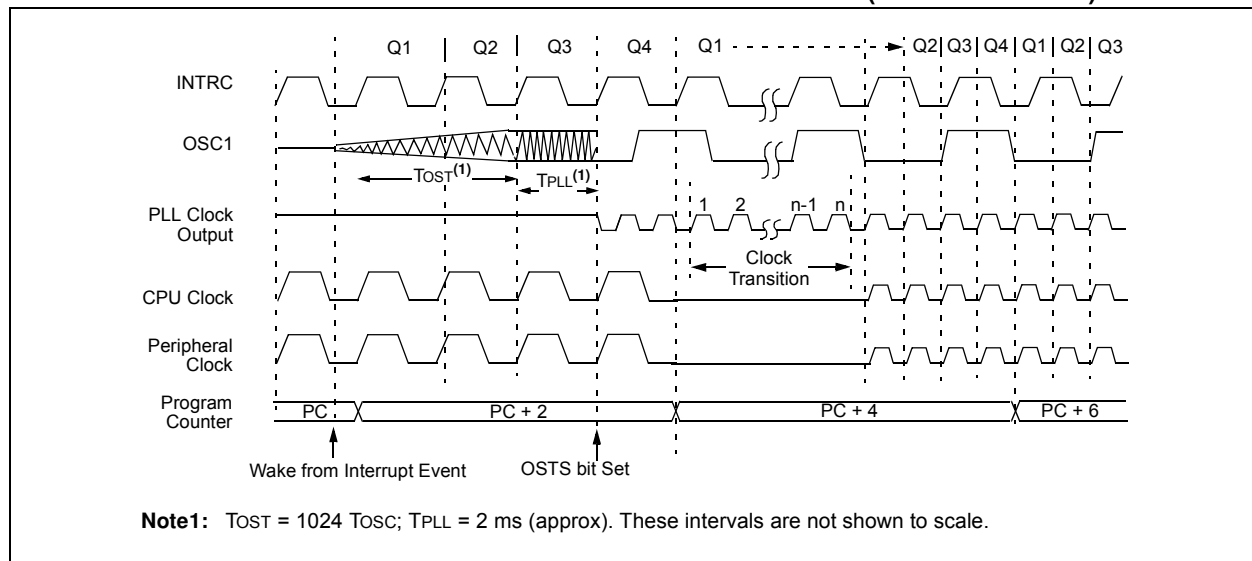 Q1 Q2 Q3 Q4 Q1 Q2 Q3 Q4 Q1 Q2 Q3
INTRC
OSC1
TOST(1) TPLL(1)
1 2 n-1 n
PLL Clock
Output
Clock
Transition
CPU Clock
Peripheral
Clock
Program
Counter
PC PC + 2 PC + 4 PC + 6
Wake from Interrupt Event OSTS bit Set
Note1: TOST = 1024 TOSC; TPLL = 2 ms (approx). These intervals are not shown to scale.